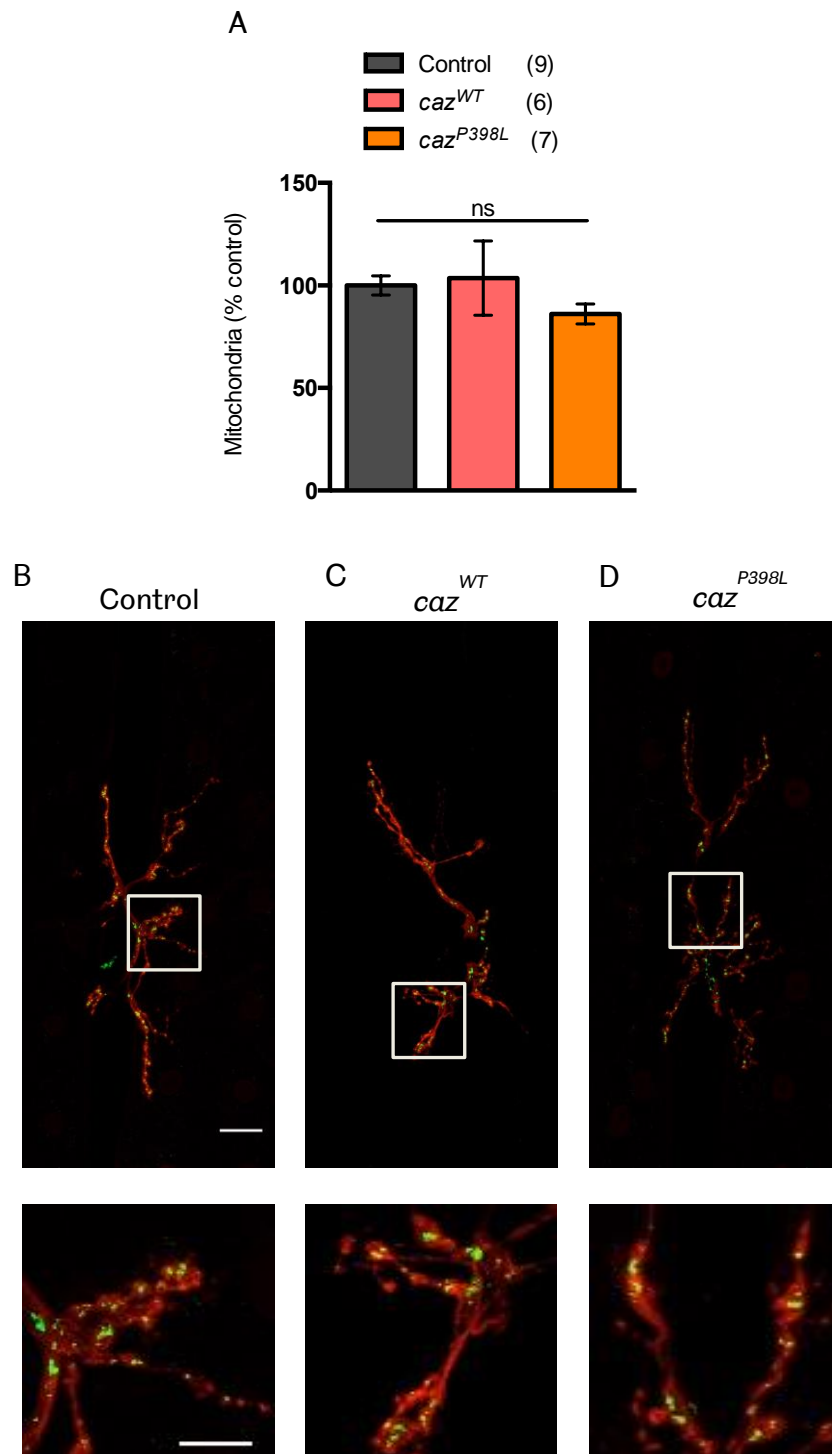 A
Control (9)
caz^WT (6)
caz^P398L (7)
150
ns
100
50
0
Mitochondria (% control)
B
Control
C
caz^WT
D
caz^P398L